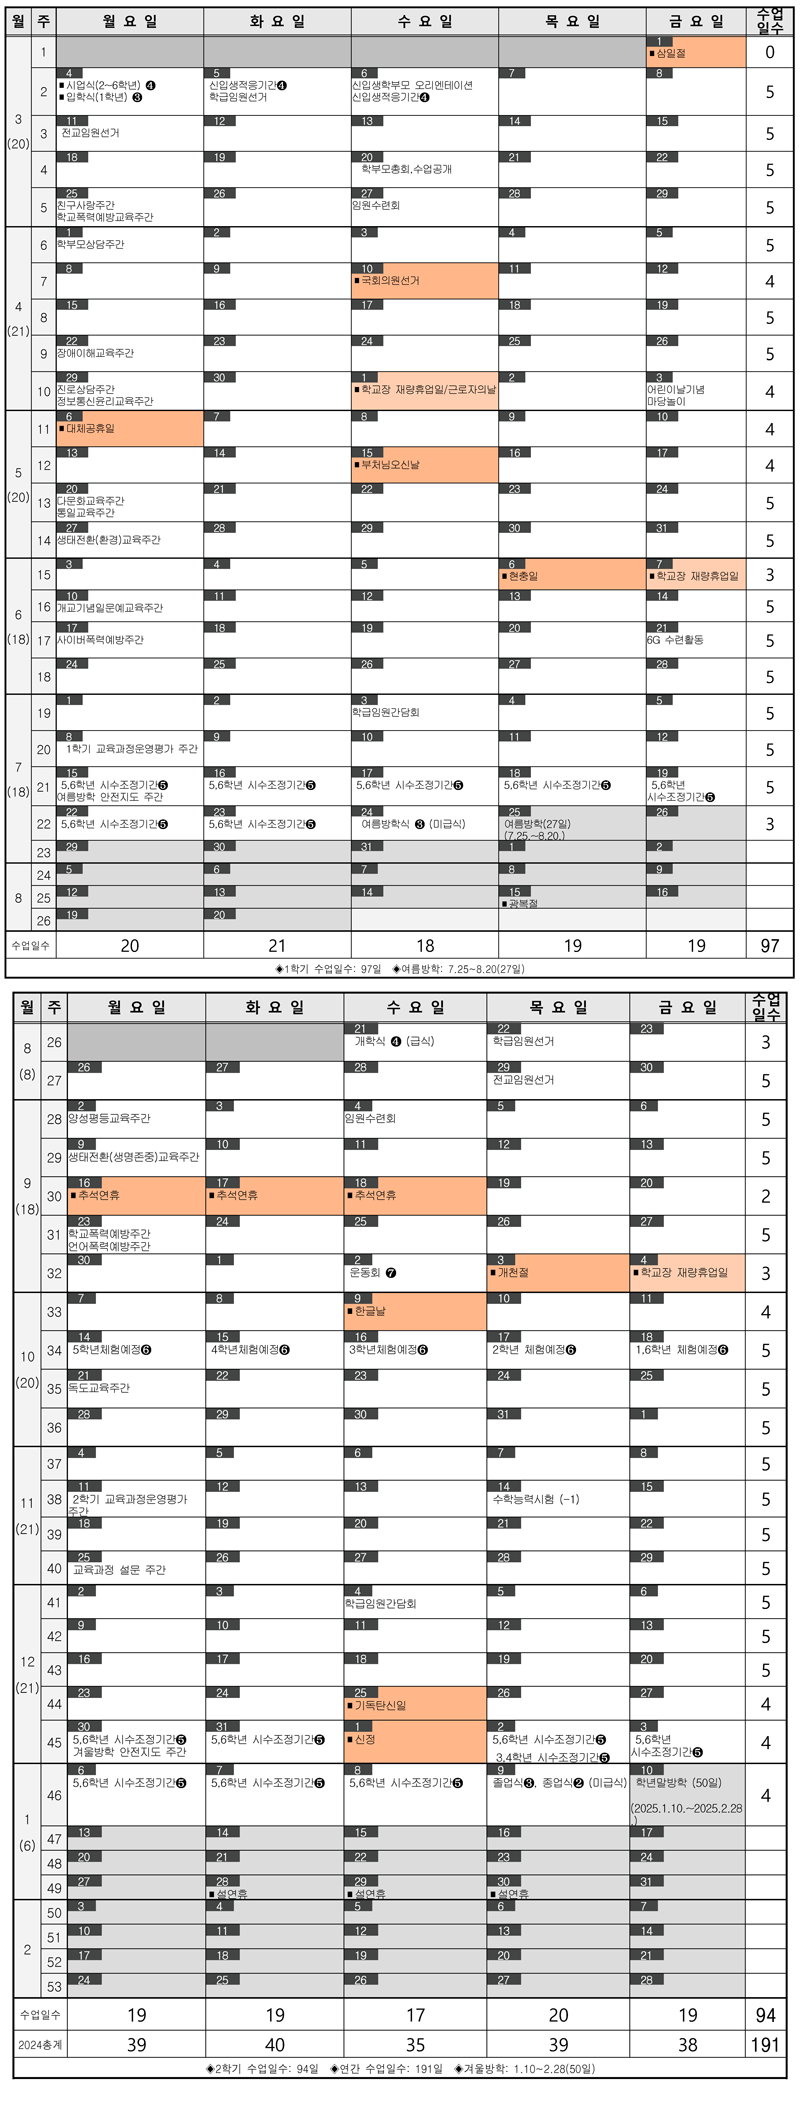 월 주 월 요 일 화 요 일 수 요 일 목 요 일 금 요 일 수업일수
3
(20)
1 1 0
■삼일절
2 4 5 6 7 8 5
■시업식(2~6학년) ❹ 신입생적응기간❹ 신입생학부모 오리엔테이션
■입학식(1학년) ❸ 학급임원선거 신입생적응기간❹
3 11 12 13 14 15 5
전교임원선거
4 18 19 20 21 22 5
학부모총회,수업공개
5 25 26 27 28 29 5
친구사랑주간 임원수련회
학교폭력예방교육주간
4
(21)
6 1 2 3 4 5 5
학부모상담주간
7 8 9 10 11 12 4
■국회의원선거
8 15 16 17 18 19 5
9 22 23 24 25 26 5
장애이해교육주간
10 29 30 1 2 3 4
진로상담주간 ■학교장 재량휴업일/근로자의날 어린이날기념
정보통신윤리교육주간 마당놀이
5
(20)
11 6 7 8 9 10 4
■대체공휴일
12 13 14 15 16 17 4
■부처님오신날
13 20 21 22 23 24 5
다문화교육주간
통일교육주간
14 27 28 29 30 31 5
생태전환(환경)교육주간
6
(18)
15 3 4 5 6 7 3
■현충일 ■학교장 재량휴업일
16 10 11 12 13 14 5
개교기념일문예교육주간
17 17 18 19 20 21 5
사이버폭력예방주간 6G 수련활동
18 24 25 26 27 28 5
7
(18)
19 1 2 3 4 5 5
학급임원간담회
20 8 9 10 11 12 5
1학기 교육과정운영평가 주간
21 15 16 17 18 19 5
5,6학년 시수조정기간❺ 5,6학년 시수조정기간❺ 5,6학년 시수조정기간❺ 5,6학년 시수조정기간❺ 5,6학년
여름방학 안전지도 주간 시수조정기간❺
22 22 23 24 25 26 3
5,6학년 시수조정기간❺ 5,6학년 시수조정기간❺ 여름방학식 ❸ (미급식) 여름방학(27일)
(7.25.~8.20.)
23 29 30 31 1 2
8
24 5 6 7 8 9
25 12 13 14 15 16
■광복절
26 19 20
수업일수 20 21 18 19 19 97
◈1학기 수업일수: 97일 ◈여름방학: 7.25~8.20(27일)
월 주 월 요 일 화 요 일 수 요 일 목 요 일 금 요 일 수업일수
8
(8)
26 21 22 23 3
개학식 ❹ (급식) 학급임원선거
27 26 27 28 29 30 5
전교임원선거
9
(18)
28 2 3 4 5 6 5
양성평등교육주간 임원수련회
29 9 10 11 12 13 5
생태전환(생명존중)교육주간
30 16 17 18 19 20 2
■추석연휴 ■추석연휴 ■추석연휴
31 23 24 25 26 27 5
학교폭력예방주간
언어폭력예방주간
32 30 1 2 3 4 3
운동회 ❼ ■개천절 ■학교장 재량휴업일
10
(20)
33 7 8 9 10 11 4
■한글날
34 14 15 16 17 18 5
5학년체험예정❻ 4학년체험예정❻ 3학년체험예정❻ 2학년 체험예정❻ 1,6학년 체험예정❻
35 21 22 23 24 25 5
독도교육주간
36 28 29 30 31 1 5
11
(21)
37 4 5 6 7 8 5
38 11 12 13 14 15 5
2학기 교육과정운영평가 수학능력시험 (-1)
주간
39 18 19 20 21 22 5
40 25 26 27 28 29 5
교육과정 설문 주간
12
(21)
41 2 3 4 5 6 5
학급임원간담회
42 9 10 11 12 13 5
43 16 17 18 19 20 5
44 23 24 25 26 27 4
■기독탄신일
45 30 31 1 2 3 4
5,6학년 시수조정기간❺ 5,6학년 시수조정기간❺ ■신정 5,6학년 시수조정기간❺ 5,6학년
겨울방학 안전지도 주간 3,4학년 시수조정기간❺ 시수조정기간❺
1
(6)
46 6 7 8 9 10 4
5,6학년 시수조정기간❺ 5,6학년 시수조정기간❺ 5,6학년 시수조정기간❺ 졸업식❸, 종업식❷ (미급식) 학년말방학 (50일)
(2025.1.10.~2025.2.28
.)
47 13 14 15 16 17
48 20 21 22 23 24
49 27 28 29 30 31
■설연휴 ■설연휴 ■설연휴
2
50 3 4 5 6 7
51 10 11 12 13 14
52 17 18 19 20 21
53 24 25 26 27 28
수업일수 19 19 17 20 19 94
2024총계 39 40 35 39 38 191
◈2학기 수업일수: 94일 ◈연간 수업일수: 191일 ◈겨울방학: 1.10~2.28(50일)